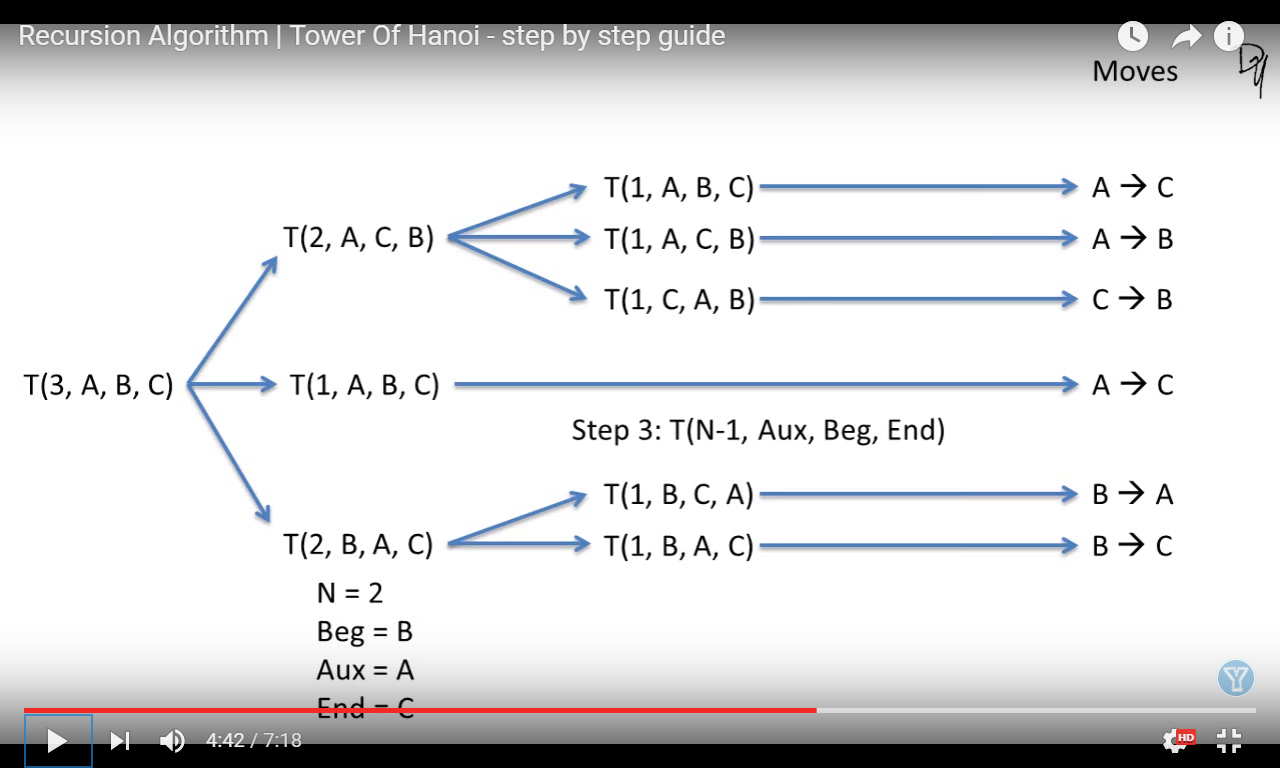 Recursion Algorithm | Tower Of Hanoi - step by step guide
Moves
T(1, A, B, C) A → C
T(2, A, C, B) T(1, A, C, B) A → B
T(1, C, A, B) C → B
T(3, A, B, C) T(1, A, B, C) A → C
Step 3: T(N-1, Aux, Beg, End)
T(1, B, C, A) B → A
T(2, B, A, C) T(1, B, A, C) B → C
N = 2
Beg = B
Aux = A
End = C
4:42 / 7:18
HD